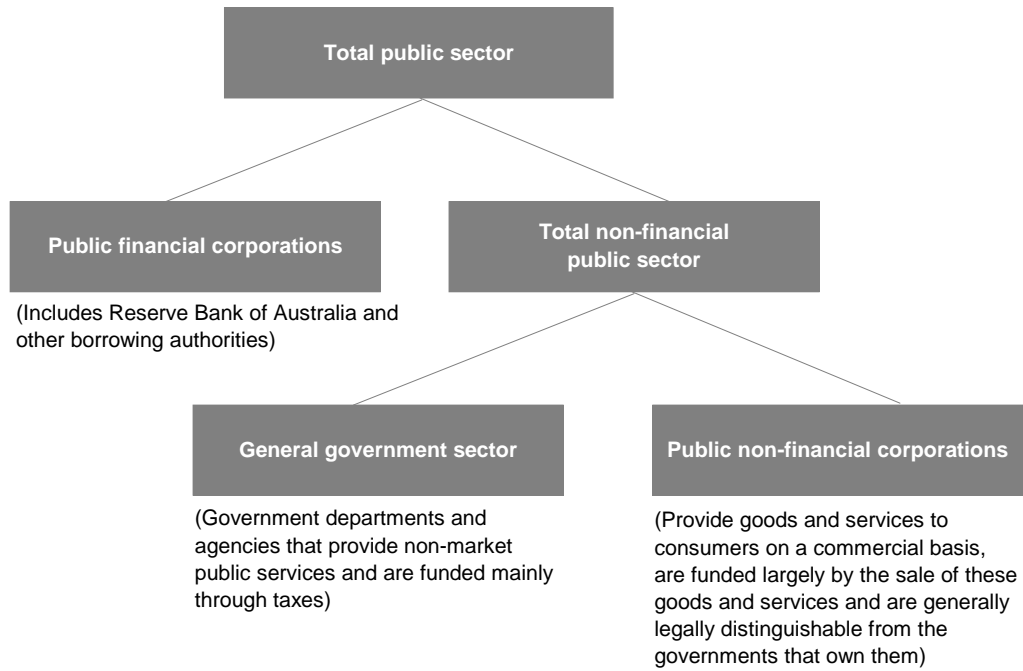 Total public sector
Public financial corporations
Total non-financial
public sector
(Includes Reserve Bank of Australia and
other borrowing authorities)
General government sector
Public non-financial corporations
(Government departments and
agencies that provide non-market
public services and are funded mainly
through taxes)
(Provide goods and services to
consumers on a commercial basis,
are funded largely by the sale of these
goods and services and are generally
legally distinguishable from the
governments that own them)